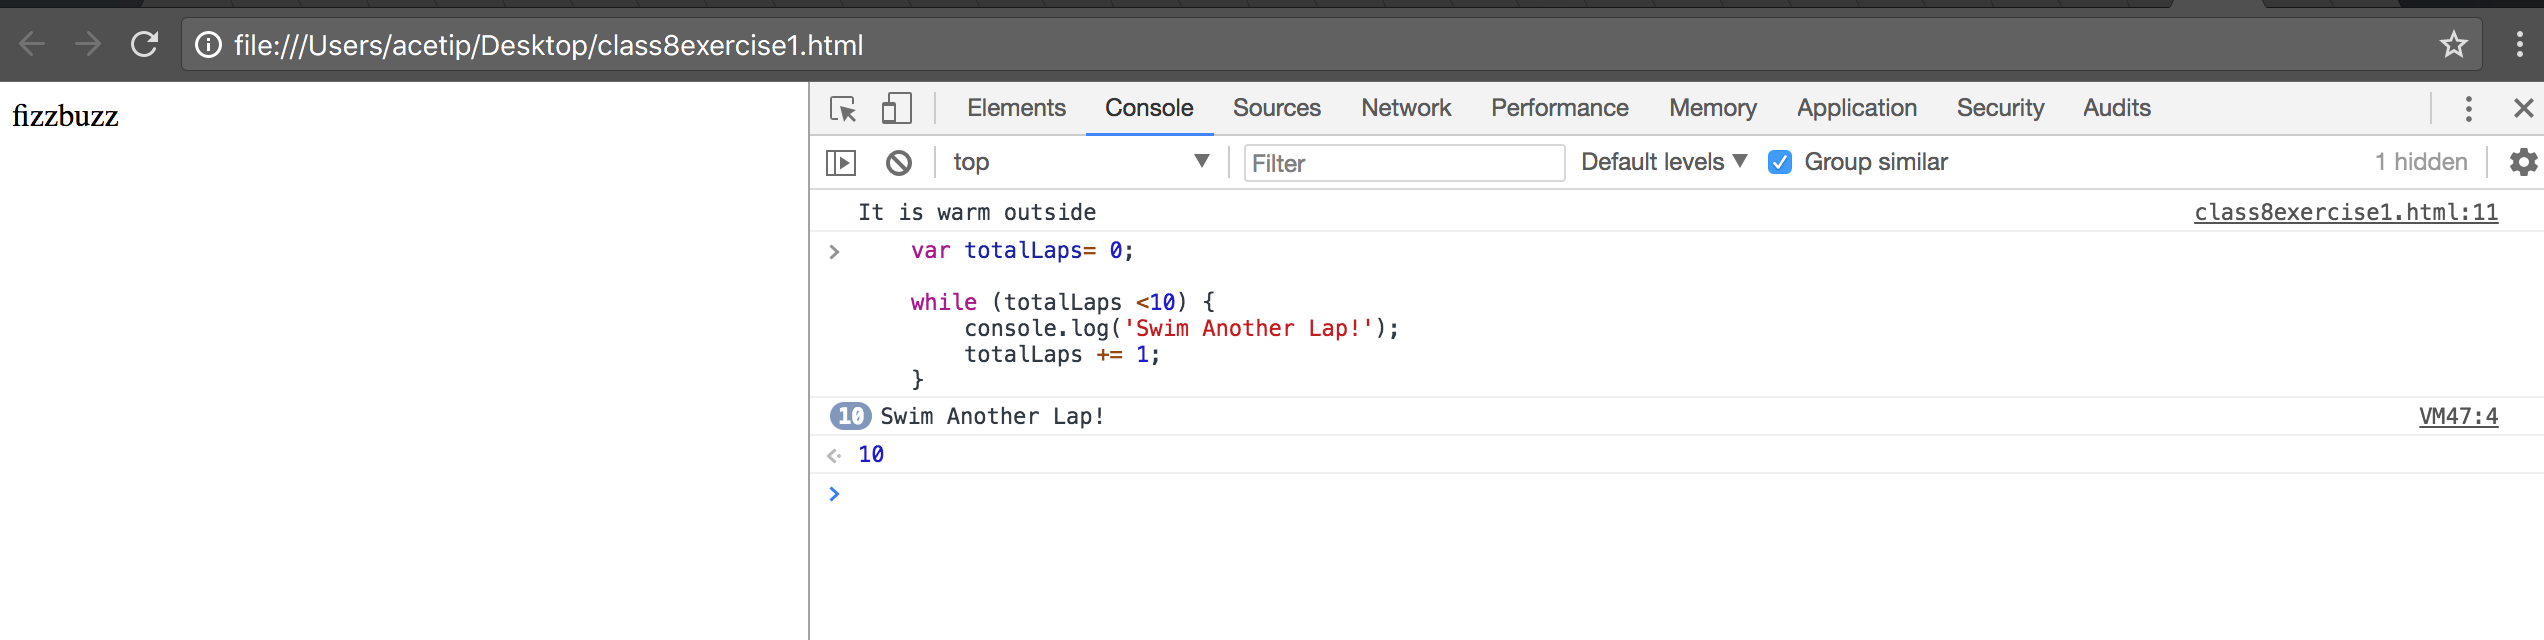 file:///Users/acetip/Desktop/class8exercise1.html
fizzbuzz
Elements Console Sources Network Performance Memory Application Security Audits
top Filter Default levels Group similar 1 hidden
It is warm outside class8exercise1.html:11
var totalLaps= 0;
while (totalLaps <10) {
console.log('Swim Another Lap!');
totalLaps += 1;
}
10 Swim Another Lap! VM47:4
10